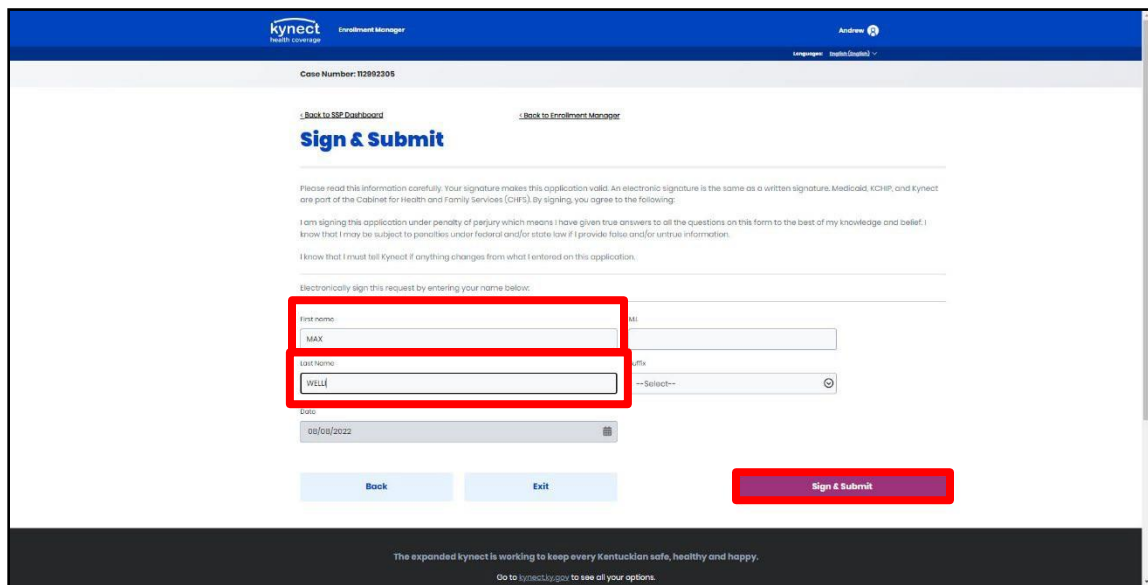 kynect
health coverage
Enrollment Manager
Andrew
Languages: English (English)
Case Number: 112992305
< Back to SSP Dashboard
< Back to Enrollment Manager
Sign & Submit
Please read this information carefully. Your signature makes this application valid. An electronic signature is the same as a written signature. Medicaid, KCHIP, and Kynect
are part of the Cabinet for Health and Family Services (CHFS). By signing, you agree to the following:
I am signing this application under penalty of perjury which means I have given true answers to all the questions on this form to the best of my knowledge and belief. I
know that I may be subject to penalties under federal and/or state law if I provide false and/or untrue information.
I know that I must tell Kynect if anything changes from what I entered on this application.
Electronically sign this request by entering your name below:
First name
MAX
M.I.
Last Name
Suffix
--Select--
Date
08/08/2022
Back
Exit
Sign & Submit
The expanded kynect is working to keep every Kentuckian safe, healthy and happy.
Go to kynect.ky.gov to see all your options.